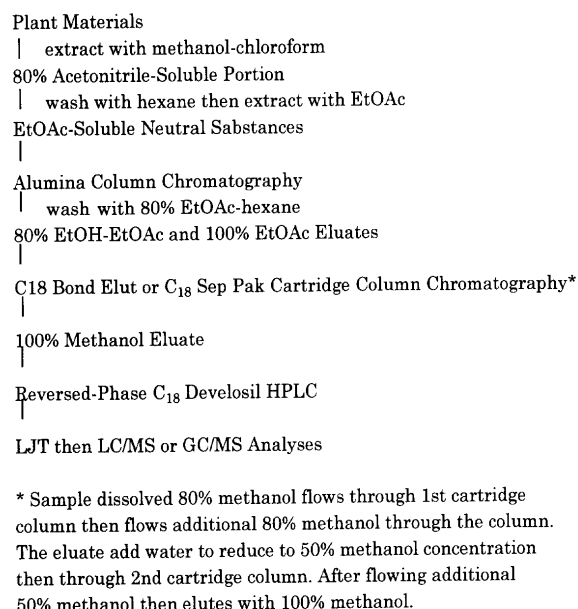 Plant Materials
extract with methanol-chloroform
80% Acetonitrile-Soluble Portion
wash with hexane then extract with EtOAc
EtOAc-Soluble Neutral Sabstances
Alumina Column Chromatography
wash with 80% EtOAc-hexane
80% EtOH-EtOAc and 100% EtOAc Eluates
C18 Bond Elut or C₁₈ Sep Pak Cartridge Column Chromatography*
100% Methanol Eluate
Reversed-Phase C₁₈ Develosil HPLC
LJT then LC/MS or GC/MS Analyses
* Sample dissolved 80% methanol flows through 1st cartridge
column then flows additional 80% methanol through the column.
The eluate add water to reduce to 50% methanol concentration
then through 2nd cartridge column. After flowing additional
50% methanol then elutes with 100% methanol.